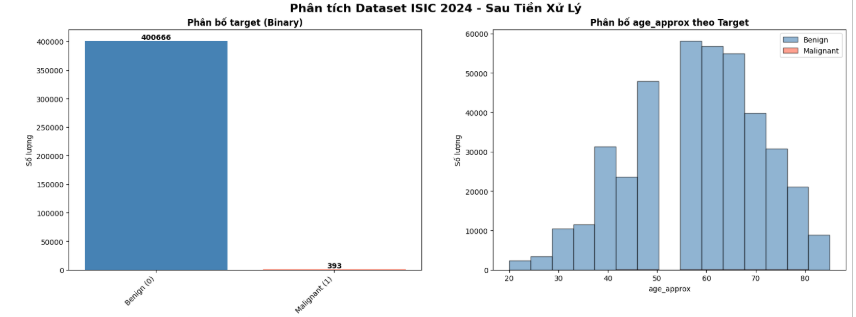 Phân tích Dataset ISIC 2024 - Sau Tiền Xử Lý
Phân bố target (Binary)
400666
400000
350000
300000
250000
200000
150000
100000
50000
0
Số lượng
393
Benign (0)
Malignant (1)
Phân bố age_approx theo Target
Benign
Malignant
60000
50000
40000
30000
20000
10000
0
Số lượng
20 30 40 50 60 70 80
age_approx